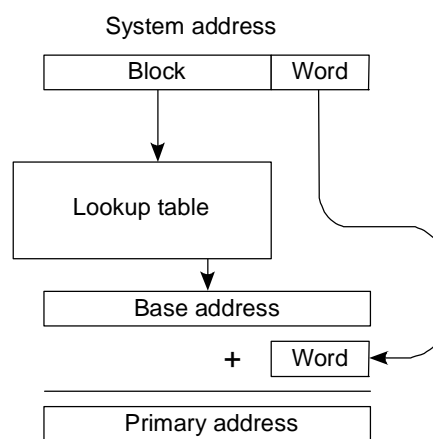 System address
Block Word
Lookup table
Base address
+ Word
Primary address